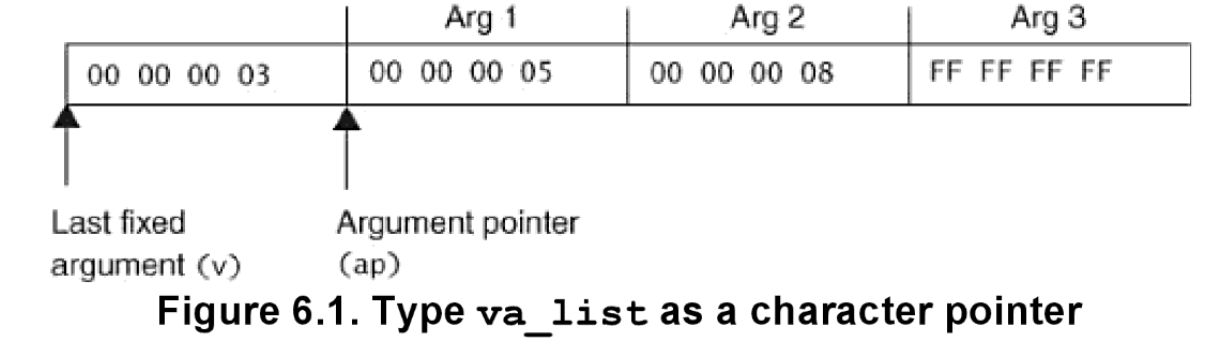 Arg 1 Arg 2 Arg 3
00 00 00 03 00 00 00 05 00 00 00 08 FF FF FF FF
Last fixed Argument pointer
argument (v) (ap)
Figure 6.1. Type va_list as a character pointer